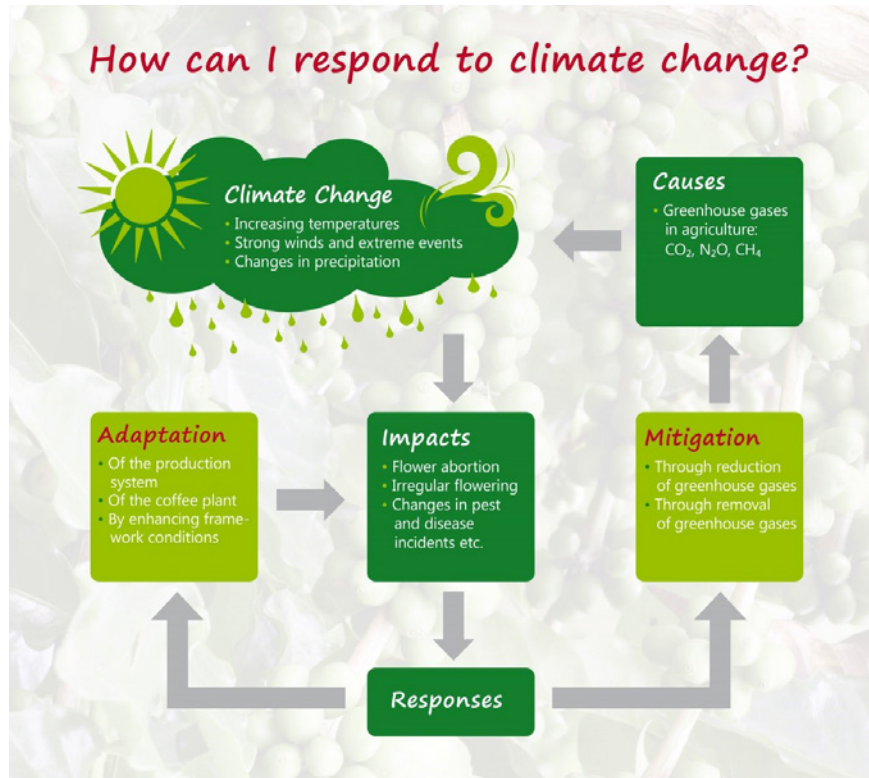 How can I respond to climate change?
Climate Change
• Increasing temperatures
• Strong winds and extreme events
• Changes in precipitation
Causes
• Greenhouse gases
in agriculture:
CO₂, N₂O, CH₄
Adaptation
• Of the production
system
• Of the coffee plant
• By enhancing frame-
work conditions
Impacts
• Flower abortion
• Irregular flowering
• Changes in pest
and disease
incidents etc.
Mitigation
• Through reduction
of greenhouse gases
• Through removal
of greenhouse gases
Responses